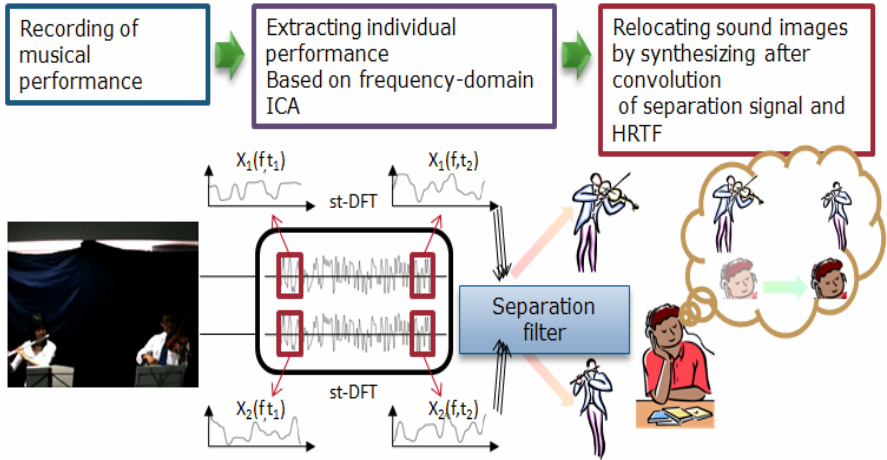 Recording of
musical
performance
Extracting individual
performance
Based on frequency-domain
ICA
Relocating sound images
by synthesizing after
convolution
of separation signal and
HRTF
X₁(f,t₁)
X₁(f,t₂)
st-DFT
Separation
filter
st-DFT
X₂(f,t₁)
X₂(f,t₂)